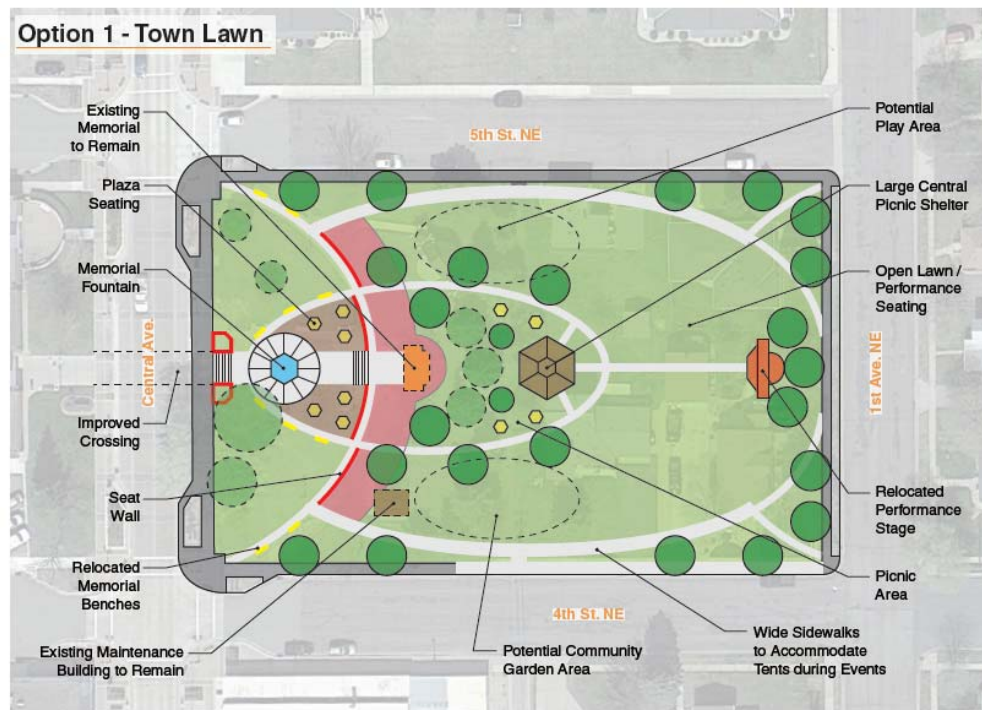 Option 1 - Town Lawn
Existing
Memorial
to Remain
Plaza
Seating
Memorial
Fountain
Central Ave.
Improved
Crossing
Seat
Wall
Relocated
Memorial
Benches
Existing Maintenance
Building to Remain
5th St. NE
4th St. NE
Potential Community
Garden Area
Potential
Play Area
Large Central
Picnic Shelter
Open Lawn /
Performance
Seating
1st Ave. NE
Relocated
Performance
Stage
Picnic
Area
Wide Sidewalks
to Accommodate
Tents during Events